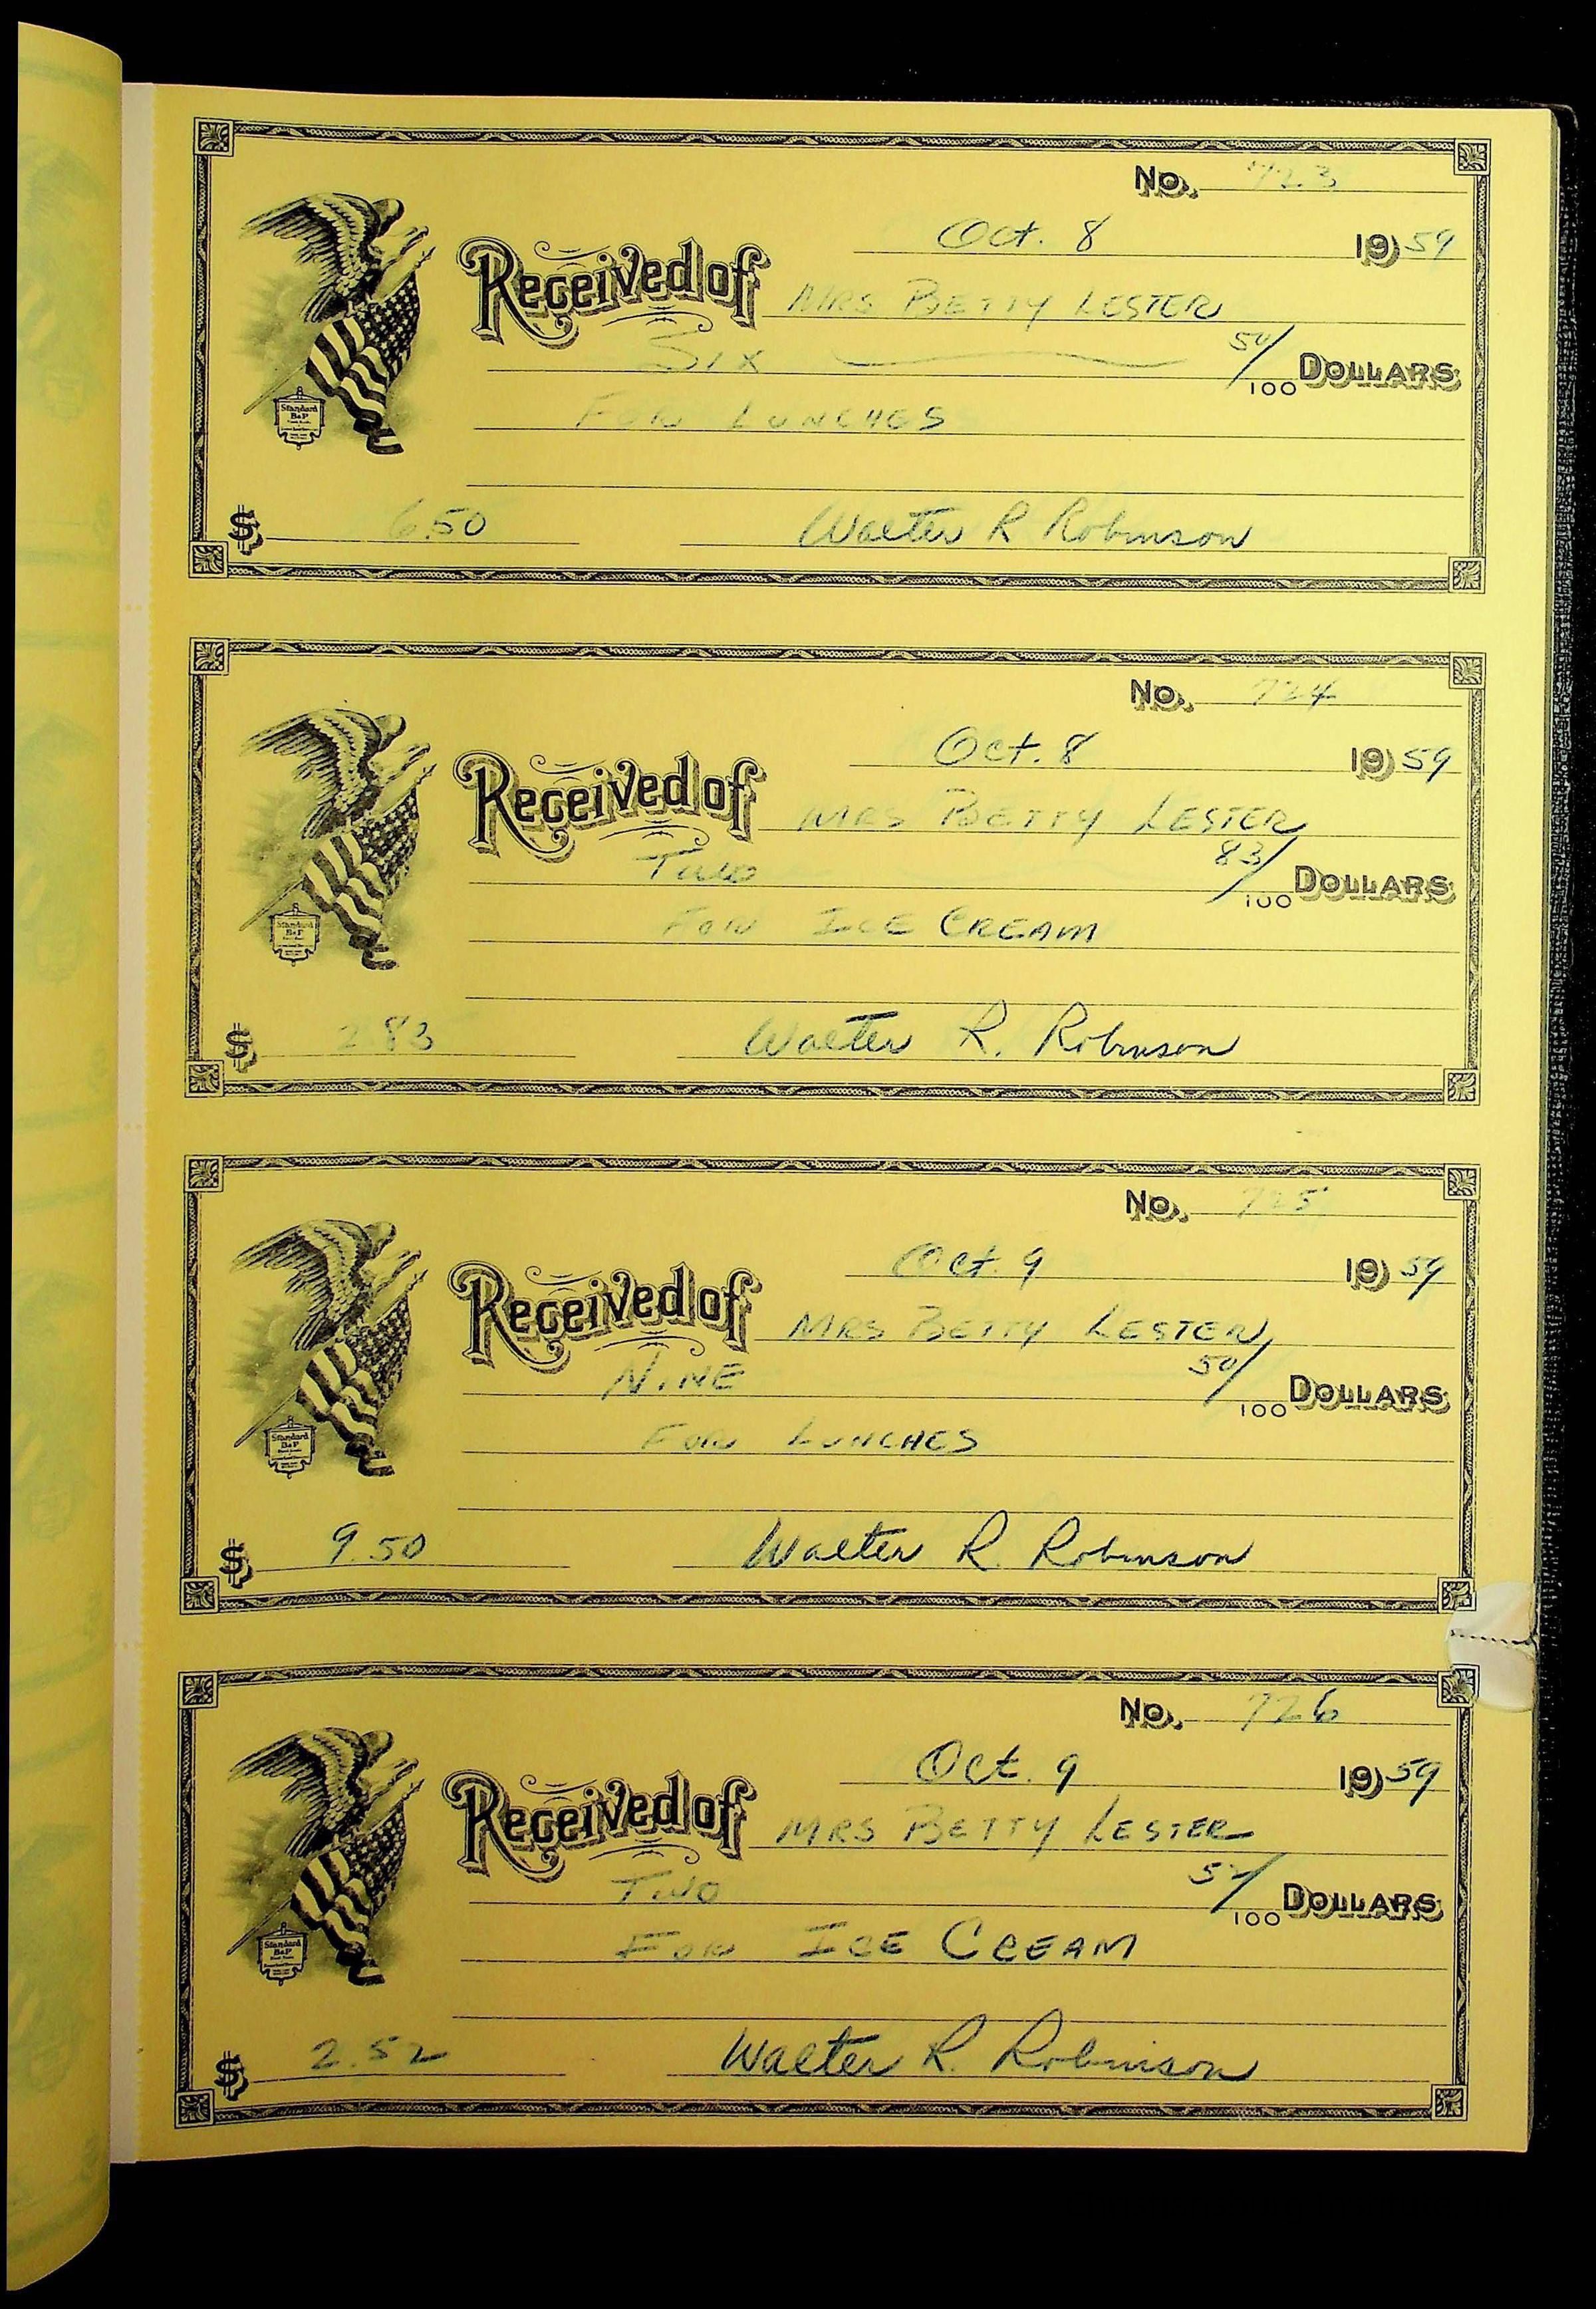 No. 723
Oct. 8 1959
Received of MRS BETTY LESTER
SIX 50/100 DOLLARS
FOR LUNCHES
$ 6.50 Walter R Robinson
Standard
B&P
No. 724
Oct. 8 1959
Received of MRS BETTY LESTER
Two 83/100 DOLLARS
FOR ICE CREAM
$ 2.83 Walter R. Robinson
Standard
B&P
No. 725
Oct. 9 1959
Received of MRS BETTY LESTER
NINE 50/100 DOLLARS
FOR LUNCHES
$ 9.50 Walter R. Robinson
Standard
B&P
No. 726
Oct. 9 1959
Received of MRS BETTY LESTER
TWO 52/100 DOLLARS
FOR ICE CREAM
$ 2.52 Walter R. Robinson
Standard
B&P